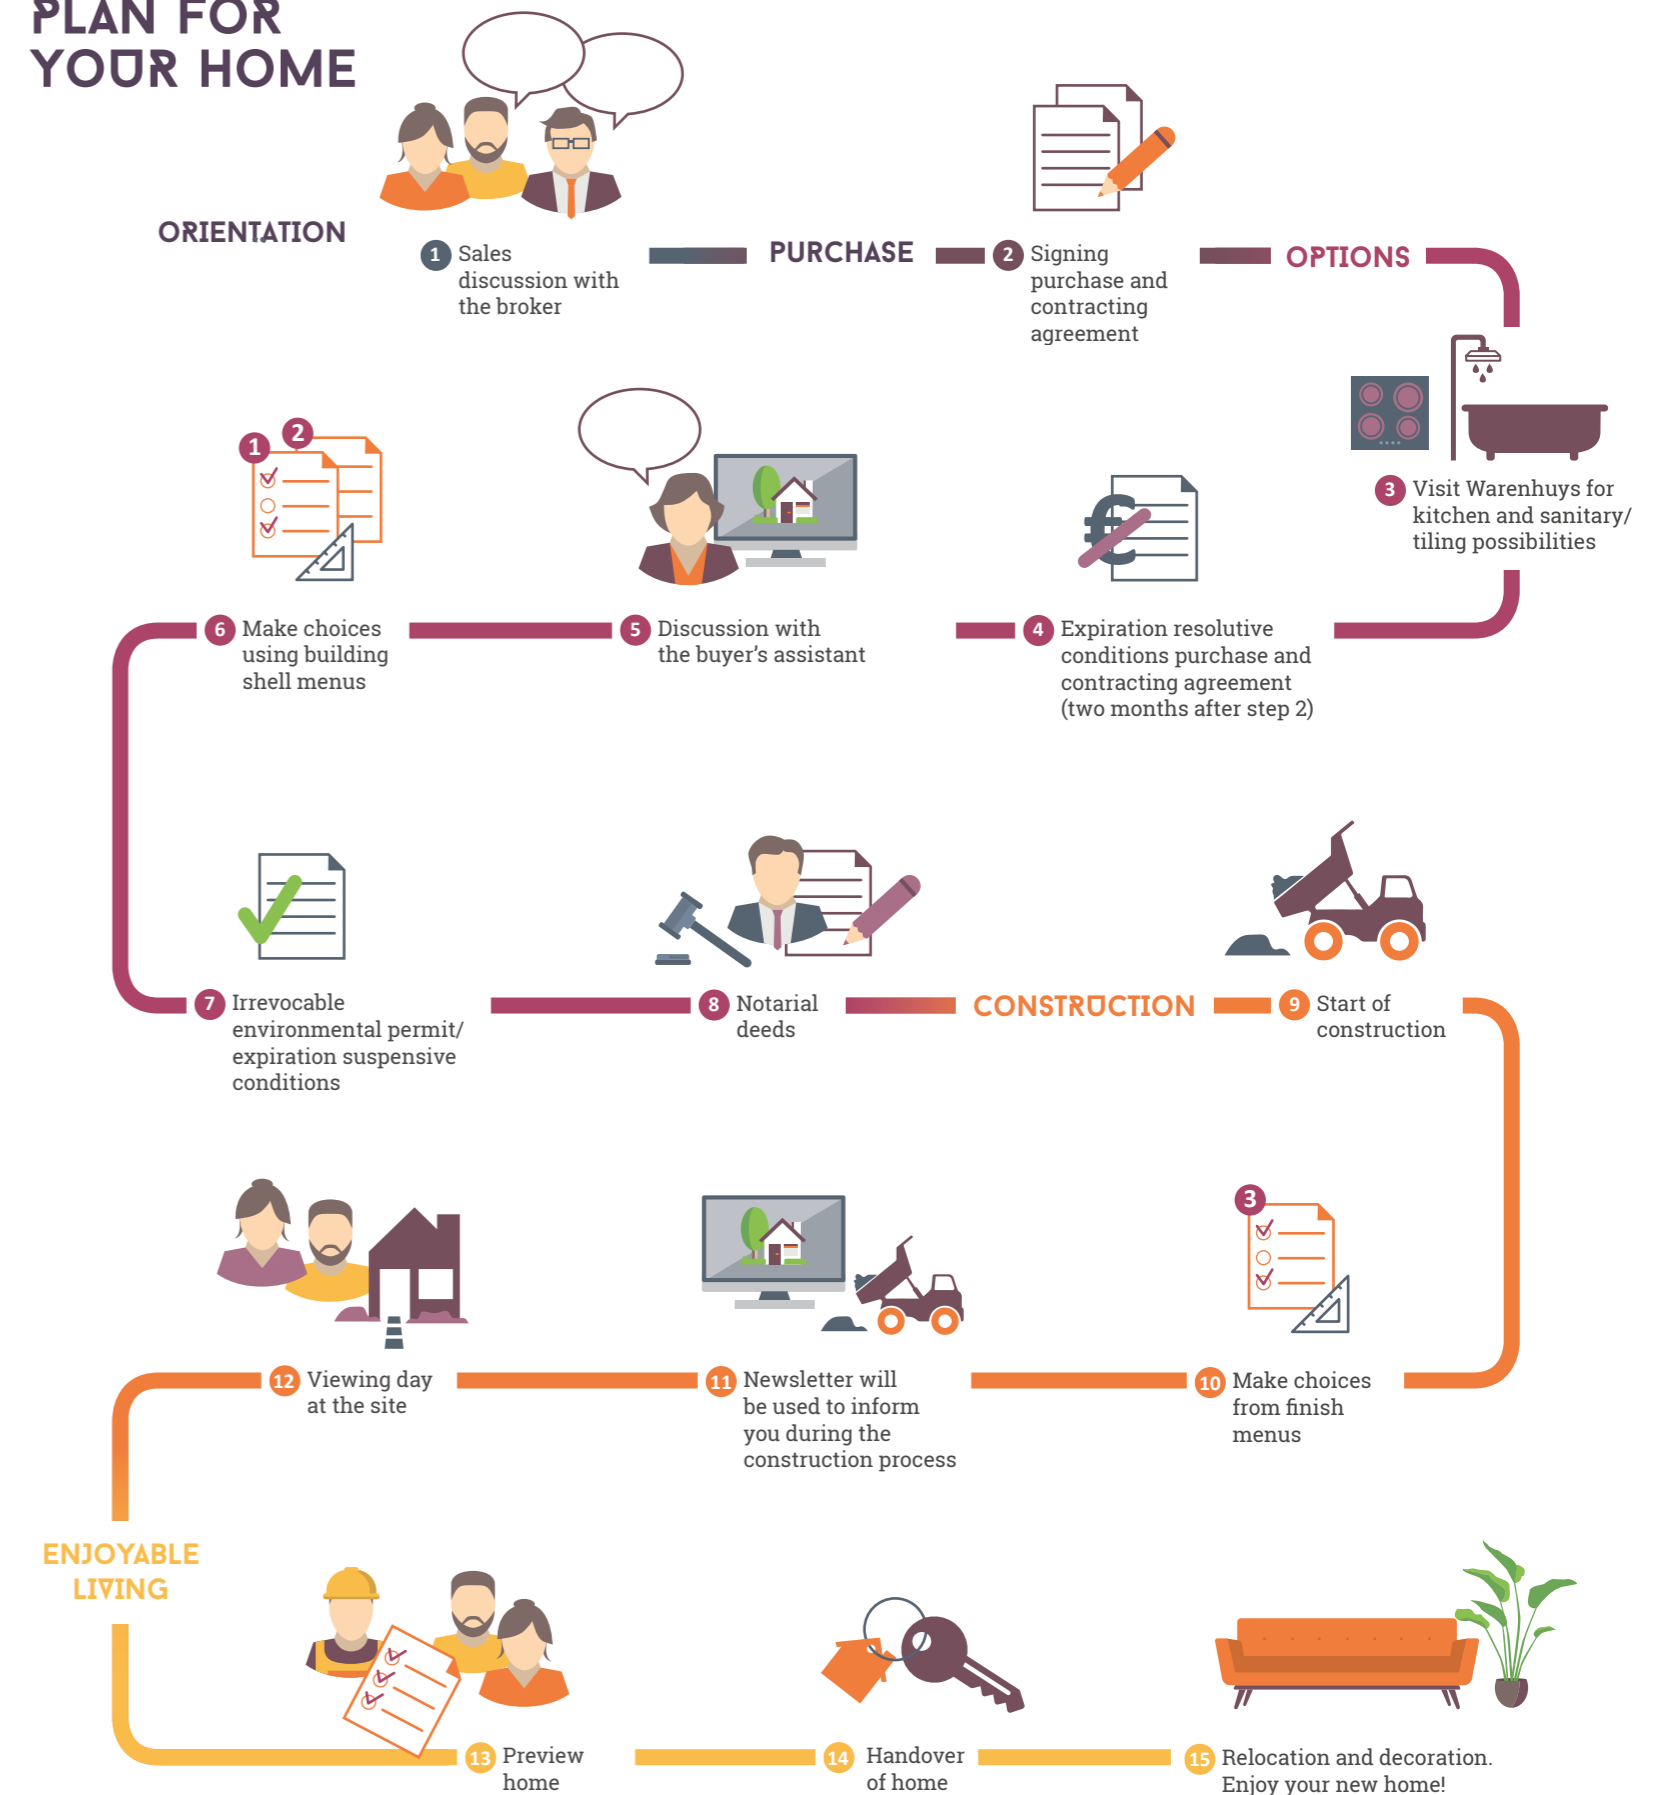 PLAN FOR
YOUR HOME
ORIENTATION
1 Sales
discussion with
the broker
PURCHASE
2 Signing
purchase and
contracting
agreement
OPTIONS
3 Visit Warenhuys for
kitchen and sanitary/
tiling possibilities
€
4 Expiration resolutive
conditions purchase and
contracting agreement
(two months after step 2)
5 Discussion with
the buyer's assistant
1 2
6 Make choices
using building
shell menus
7 Irrevocable
environmental permit/
expiration suspensive
conditions
8 Notarial
deeds
CONSTRUCTION
9 Start of
construction
3
10 Make choices
from finish
menus
11 Newsletter will
be used to inform
you during the
construction process
12 Viewing day
at the site
ENJOYABLE
LIVING
13 Preview
home
14 Handover
of home
15 Relocation and decoration.
Enjoy your new home!